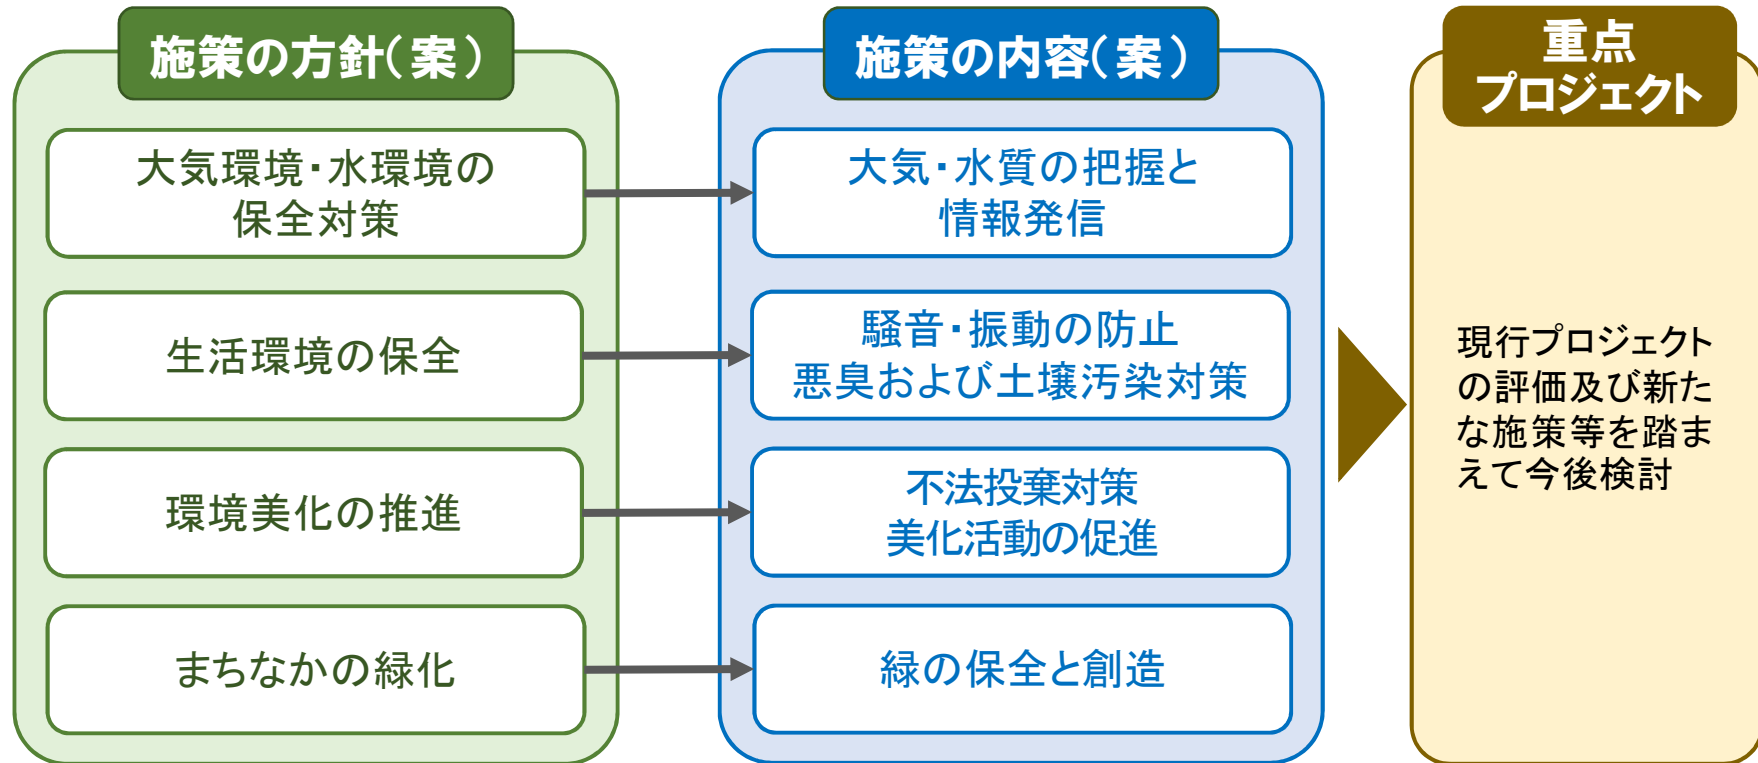 施策の方針(案)
大気環境・水環境の
保全対策
生活環境の保全
環境美化の推進
まちなかの緑化
施策の内容(案)
大気・水質の把握と
情報発信
騒音・振動の防止
悪臭および土壌汚染対策
不法投棄対策
美化活動の促進
緑の保全と創造
重点
プロジェクト
現行プロジェクト
の評価及び新た
な施策等を踏ま
えて今後検討